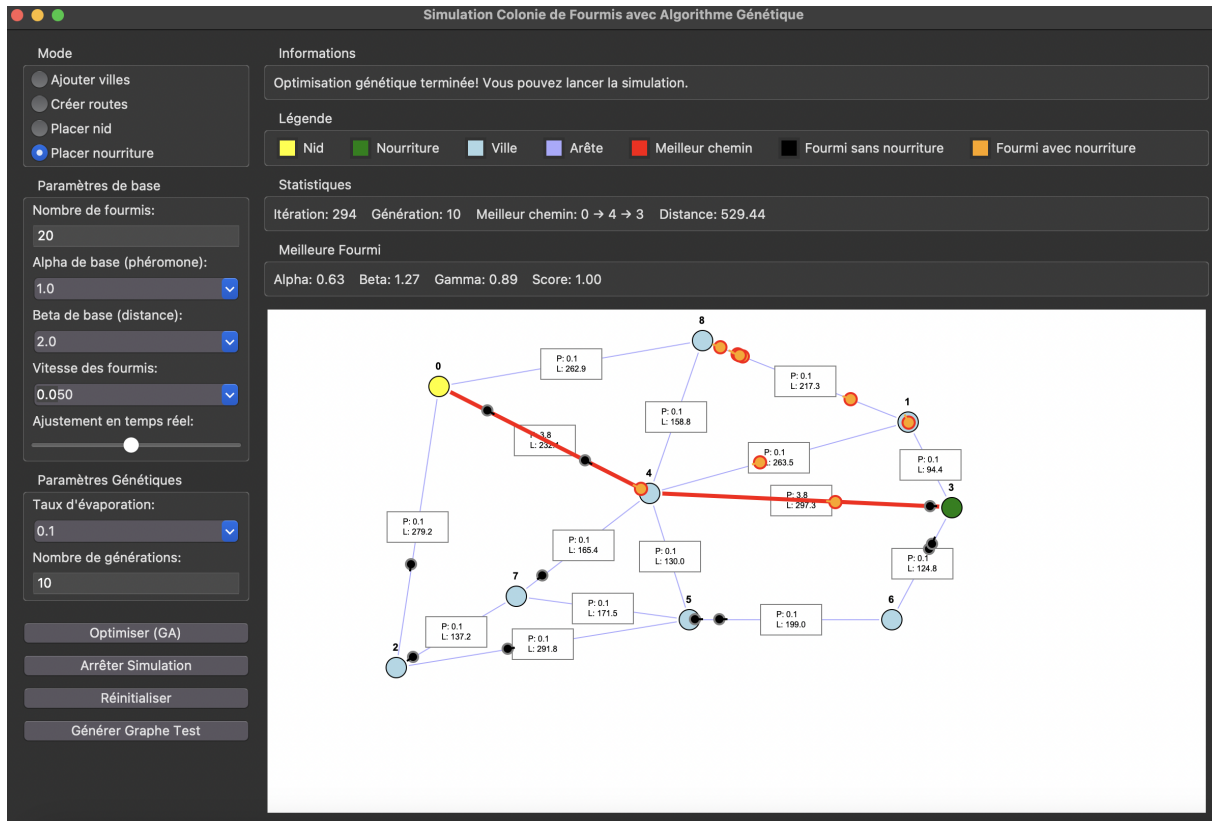 Simulation Colonie de Fourmis avec Algorithme Génétique
Mode
Ajouter villes
Créer routes
Placer nid
Placer nourriture
Paramètres de base
Nombre de fourmis:
20
Alpha de base (phéromone):
1.0
Beta de base (distance):
2.0
Vitesse des fourmis:
0.050
Ajustement en temps réel:
Paramètres Génétiques
Taux d'évaporation:
0.1
Nombre de générations:
10
Optimiser (GA)
Arrêter Simulation
Réinitialiser
Générer Graphe Test
Informations
Optimisation génétique terminée! Vous pouvez lancer la simulation.
Légende
Nid Nourriture Ville Arête Meilleur chemin Fourmi sans nourriture Fourmi avec nourriture
Statistiques
Itération: 294 Génération: 10 Meilleur chemin: 0 → 4 → 3 Distance: 529.44
Meilleure Fourmi
Alpha: 0.63 Beta: 1.27 Gamma: 0.89 Score: 1.00
8
0
P: 0.1
L: 262.9
P: 0.1
L: 217.3
1
P: 0.1
L: 158.8
3.8
L:
P: 0.1
L: 263.5
P: 0.1
L: 94.4
4
3
P: 3.8
L: 297.3
P: 0.1
L: 279.2
P: 0.1
L: 165.4
P: 0.1
L: 130.0
P: 0.1
L: 124.8
7
5
6
P: 0.1
L: 171.5
P: 0.1
L: 199.0
P: 0.1
L: 137.2
2
P: 0.1
L: 291.8